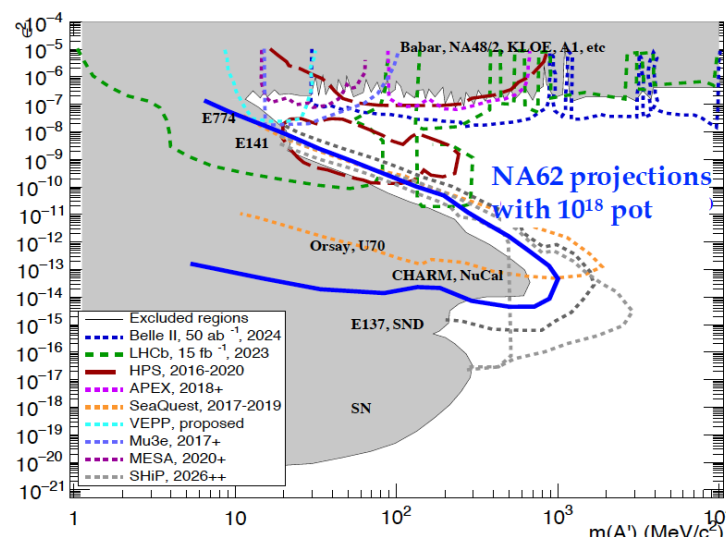 ε²
10⁻⁴
10⁻⁵
10⁻⁶
10⁻⁷
10⁻⁸
10⁻⁹
10⁻¹⁰
10⁻¹¹
10⁻¹²
10⁻¹³
10⁻¹⁴
10⁻¹⁵
10⁻¹⁶
10⁻¹⁷
10⁻¹⁸
10⁻¹⁹
10⁻²⁰
10⁻²¹
Babar, NA48/2, KLOE, A1, etc
E774
E141
NA62 projections
with 10¹⁸ pot )
Orsay, U70
CHARM, NuCal
E137, SND
SN
Excluded regions
Belle II, 50 ab ⁻¹, 2024
LHCb, 15 fb ⁻¹, 2023
HPS, 2016-2020
APEX, 2018+
SeaQuest, 2017-2019
VEPP, proposed
Mu3e, 2017+
MESA, 2020+
SHiP, 2026++
1 10 10² 10³ 10
m(A') (MeV/c²)